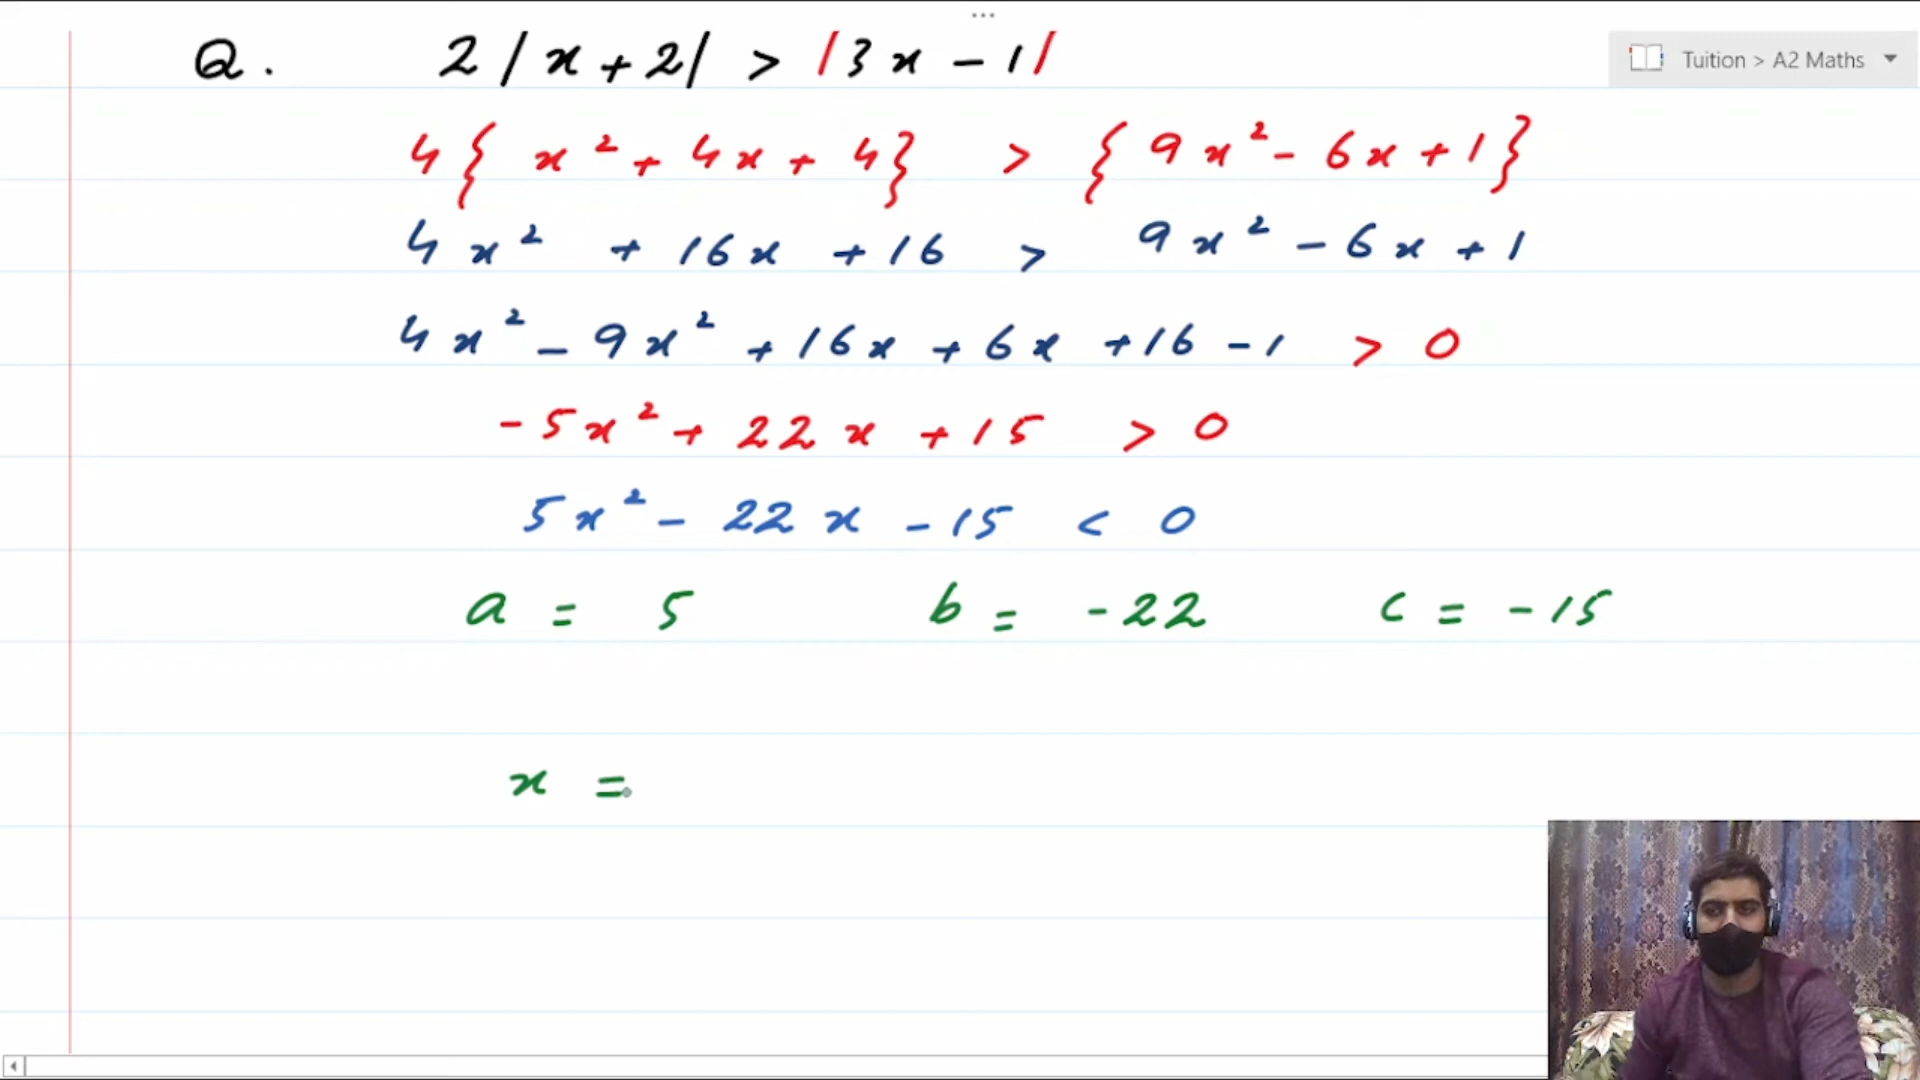 Q. 2|x+2| > |3x-1|
Tuition > A2 Maths
4{x²+4x+4} > {9x²-6x+1}
4x² +16x +16 > 9x²-6x+1
4x²-9x²+16x+6x+16-1 > 0
-5x²+22x+15 > 0
5x²-22x-15 < 0
a = 5 b = -22 c = -15
x =